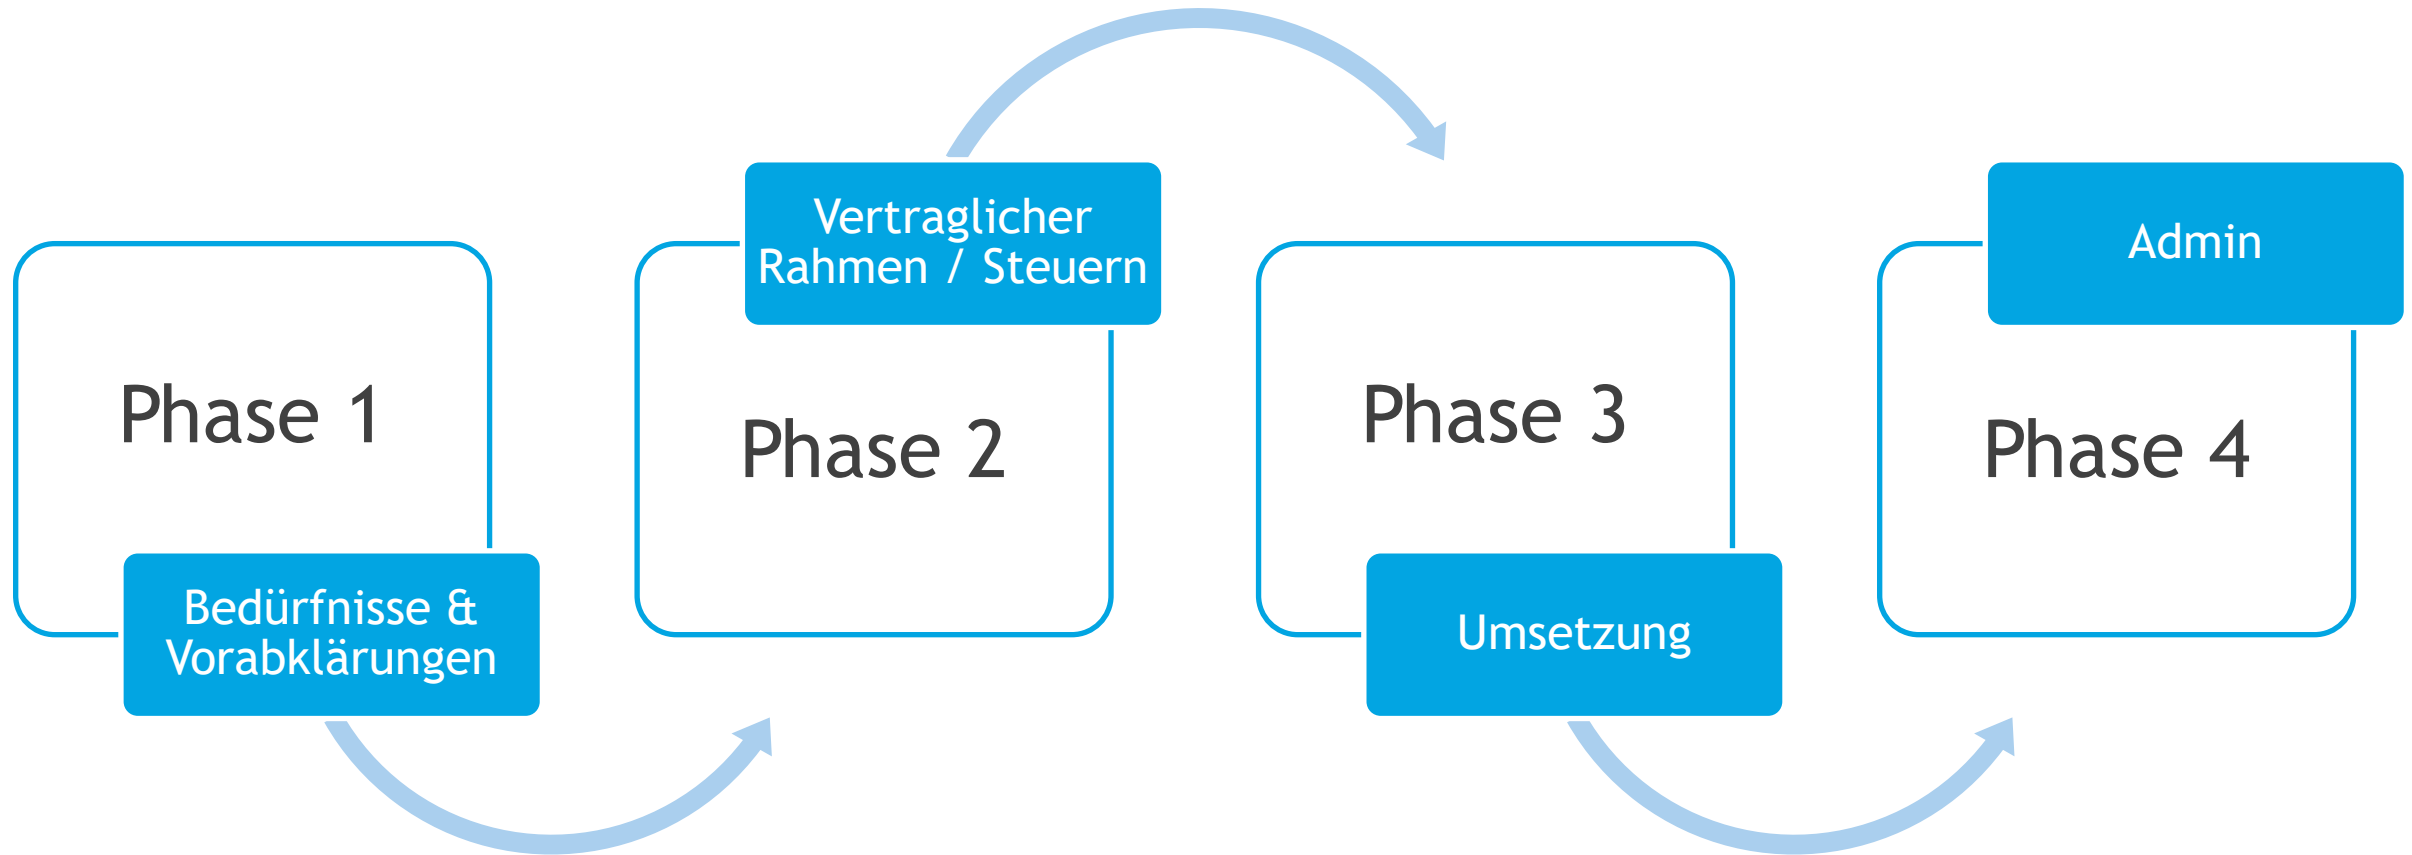 Phase 1
Bedürfnisse &
Vorabklärungen
Vertraglicher
Rahmen / Steuern
Phase 2
Phase 3
Umsetzung
Admin
Phase 4